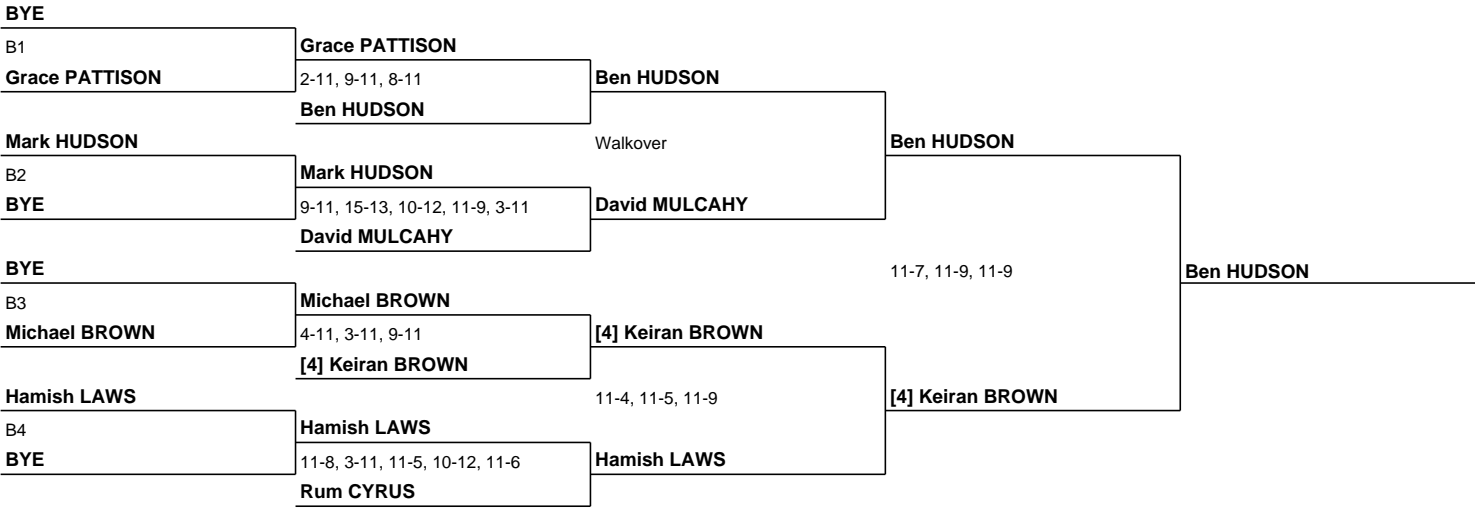 BYE
B1
Grace PATTISON
Grace PATTISON
2-11, 9-11, 8-11
Ben HUDSON
Ben HUDSON
Mark HUDSON
Walkover
Ben HUDSON
B2
Mark HUDSON
BYE
9-11, 15-13, 10-12, 11-9, 3-11
David MULCAHY
David MULCAHY
BYE
11-7, 11-9, 11-9
Ben HUDSON
B3
Michael BROWN
Michael BROWN
4-11, 3-11, 9-11
[4] Keiran BROWN
[4] Keiran BROWN
Hamish LAWS
11-4, 11-5, 11-9
[4] Keiran BROWN
B4
Hamish LAWS
BYE
11-8, 3-11, 11-5, 10-12, 11-6
Hamish LAWS
Rum CYRUS